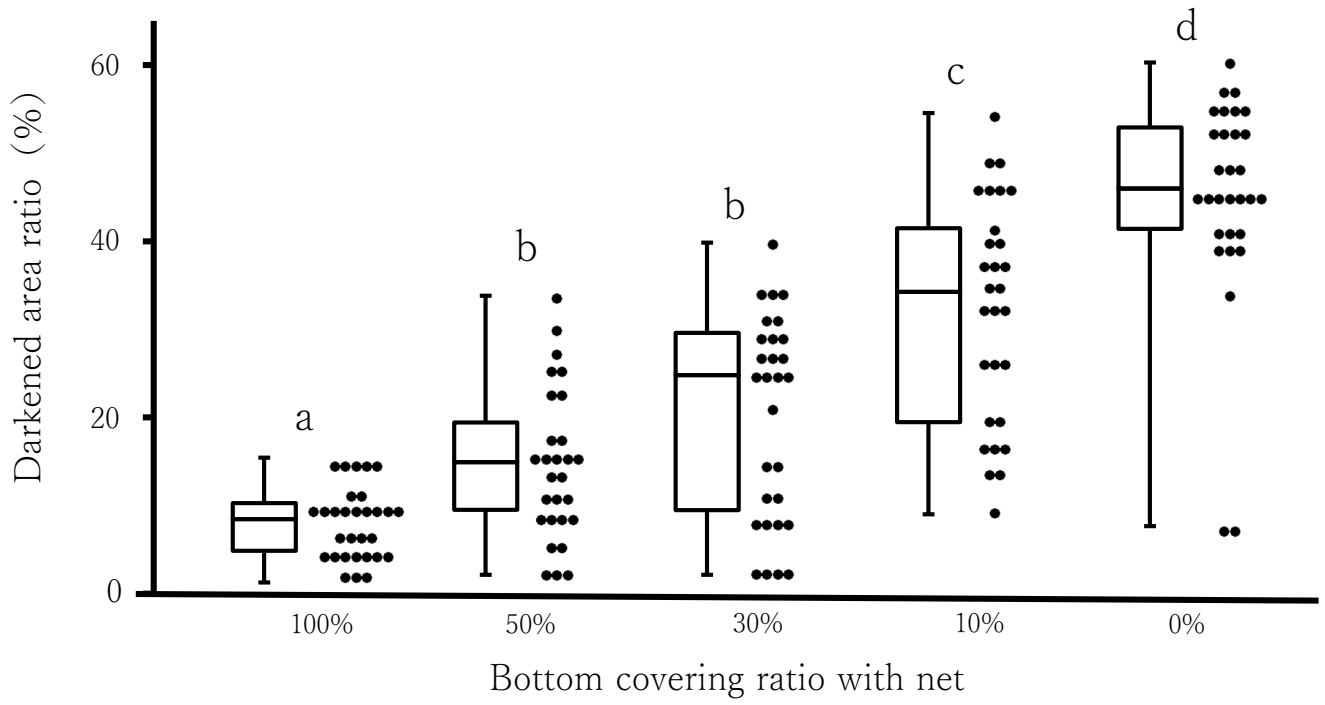 Darkened area ratio (%)
60
40
20
0
a
b
b
c
d
100%
50%
30%
10%
0%
Bottom covering ratio with net